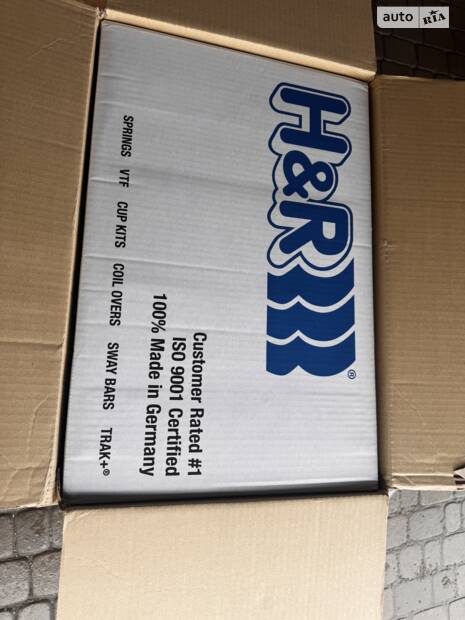 auto RIA
H&R®
Customer Rated #1
ISO 9001 Certified
100% Made in Germany
SPRINGS VTF CUP KITS COIL OVERS SWAY BARS TRAK+®